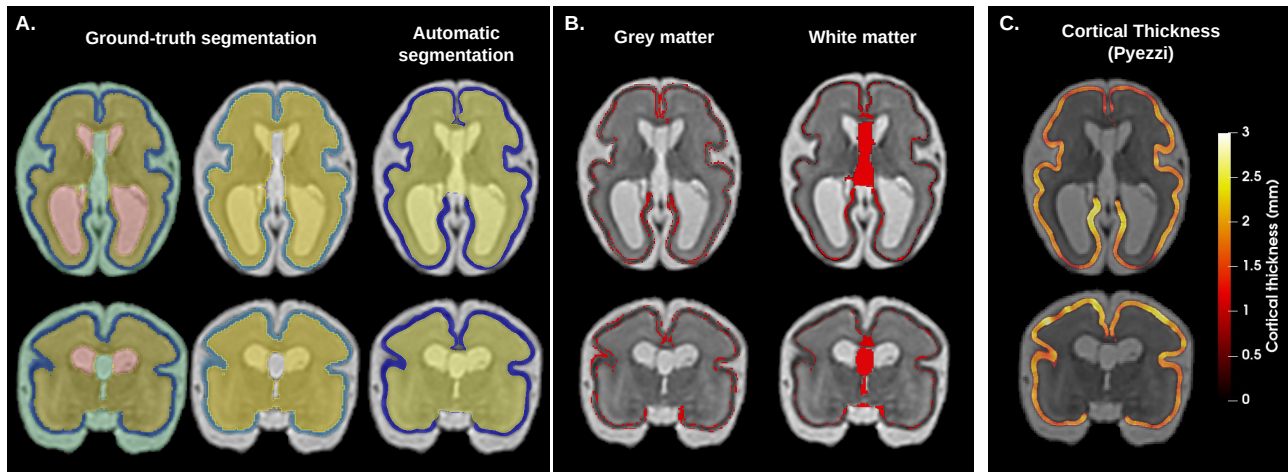 A.
Ground-truth segmentation
Automatic
segmentation
B.
Grey matter
White matter
C.
Cortical Thickness
(Pyezzi)
3
2.5
2
1.5
1
0.5
0
Cortical thickness (mm)